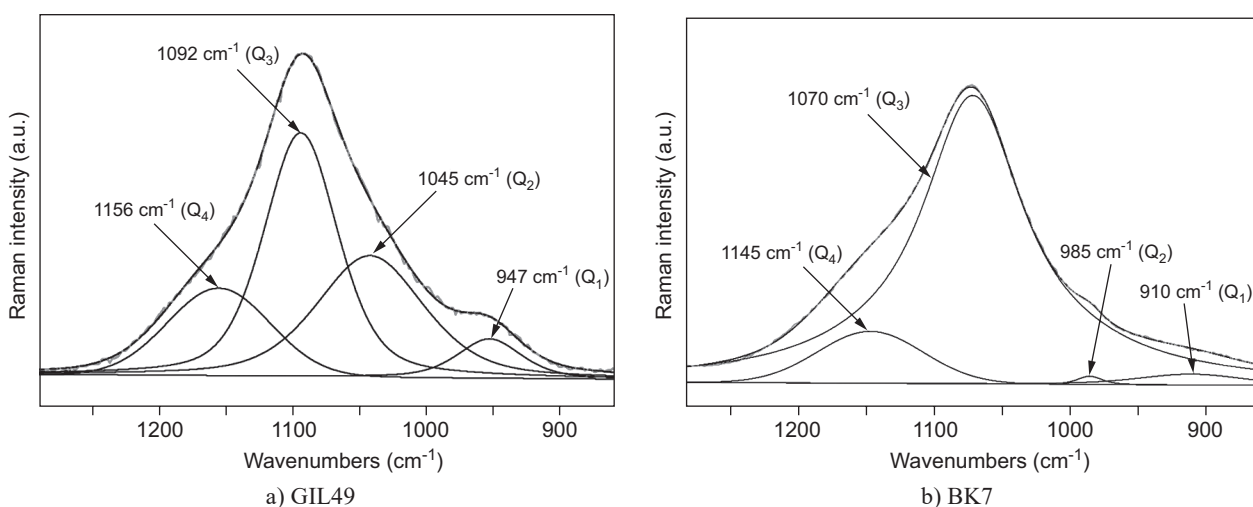 Raman intensity (a.u.)
1092 cm⁻¹ (Q₃)
1045 cm⁻¹ (Q₂)
1156 cm⁻¹ (Q₄)
947 cm⁻¹ (Q₁)
1200 1100 1000 900
Wavenumbers (cm⁻¹)
a) GIL49
Raman intensity (a.u.)
1070 cm⁻¹ (Q₃)
1145 cm⁻¹ (Q₄)
985 cm⁻¹ (Q₂)
910 cm⁻¹ (Q₁)
1200 1100 1000 900
Wavenumbers (cm⁻¹)
b) BK7